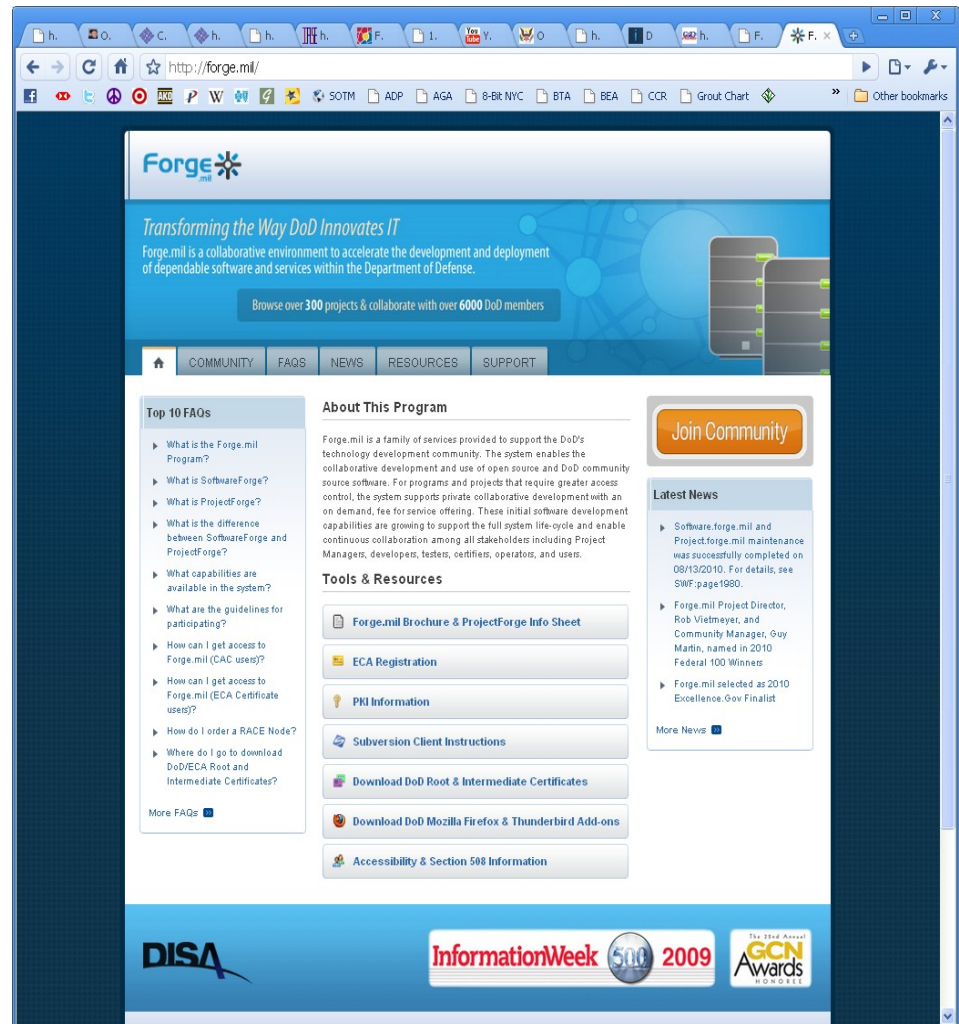 h.
O.
C.
h.
h.
h.
F.
1.
You Tube Y.
O
h.
D
h.
F.
F.
http://forge.mil/
AKO
P
W
g
SOTM
ADP
AGA
8-Bit NYC
BTA
BEA
CCR
Grout Chart
»
Other bookmarks
Forge
.mil
Transforming the Way DoD Innovates IT
Forge.mil is a collaborative environment to accelerate the development and deployment
of dependable software and services within the Department of Defense.
Browse over 300 projects & collaborate with over 6000 DoD members
COMMUNITY
FAQS
NEWS
RESOURCES
SUPPORT
Top 10 FAQs
What is the Forge.mil
Program?
What is SoftwareForge?
What is ProjectForge?
What is the difference
between SoftwareForge and
ProjectForge?
What capabilities are
available in the system?
What are the guidelines for
participating?
How can I get access to
Forge.mil (CAC users)?
How can I get access to
Forge.mil (ECA Certificate
users)?
How do I order a RACE Node?
Where do I go to download
DoD/ECA Root and
Intermediate Certificates?
More FAQs
About This Program
Forge.mil is a family of services provided to support the DoD's
technology development community. The system enables the
collaborative development and use of open source and DoD community
source software. For programs and projects that require greater access
control, the system supports private collaborative development with an
on demand, fee for service offering. These initial software development
capabilities are growing to support the full system life-cycle and enable
continuous collaboration among all stakeholders including Project
Managers, developers, testers, certifiers, operators, and users.
Tools & Resources
Forge.mil Brochure & ProjectForge Info Sheet
ECA Registration
PKI Information
Subversion Client Instructions
Download DoD Root & Intermediate Certificates
Download DoD Mozilla Firefox & Thunderbird Add-ons
Accessibility & Section 508 Information
Join Community
Latest News
Software.forge.mil and
Project.forge.mil maintenance
was successfully completed on
08/13/2010. For details, see
SWF:page1980.
Forge.mil Project Director,
Rob Vietmeyer, and
Community Manager, Guy
Martin, named in 2010
Federal 100 Winners
Forge.mil selected as 2010
Excellence.Gov Finalist
More News
DISA
InformationWeek 500 2009
The 22nd Annual
GCN
Awards
HONOREE